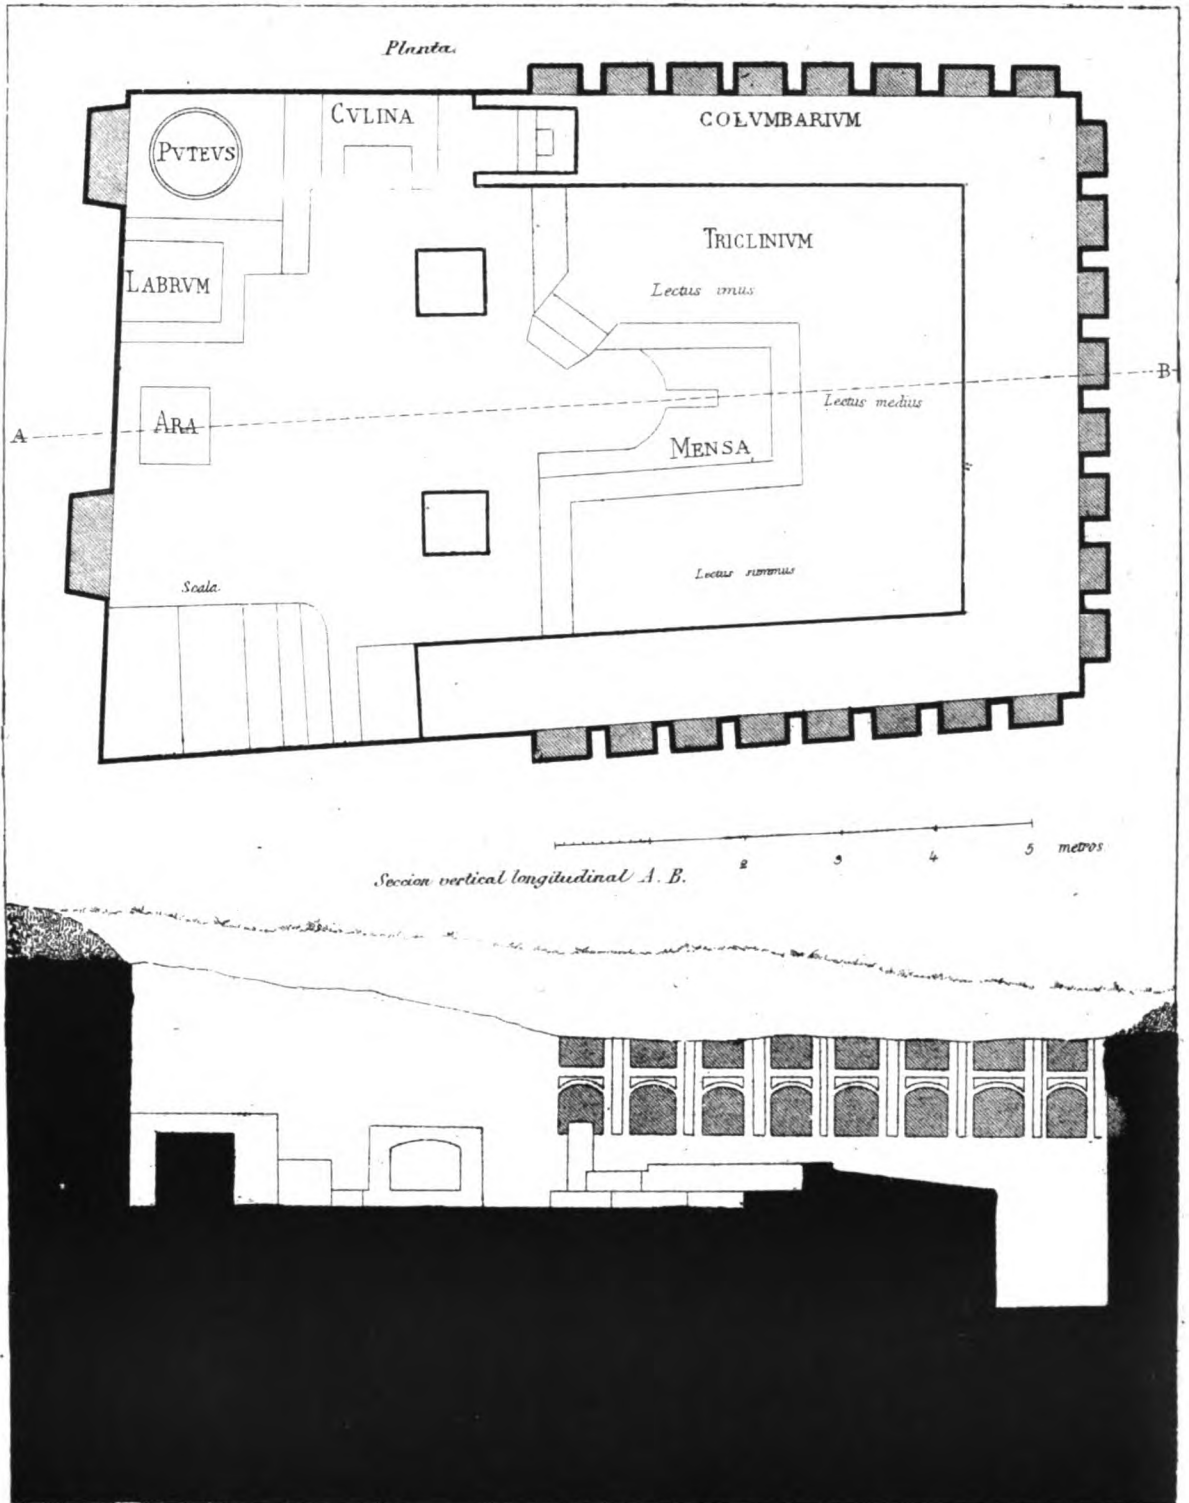 Planta.
CVLINA
COLVMBARIVM
PVTEVS
TRICLINIVM
LABRVM
Lectus imus
B
Lectus medius
ARA
A
MENSA
Lectus summus
Scala
2 3 4 5 metros
Seccion vertical longitudinal A. B.